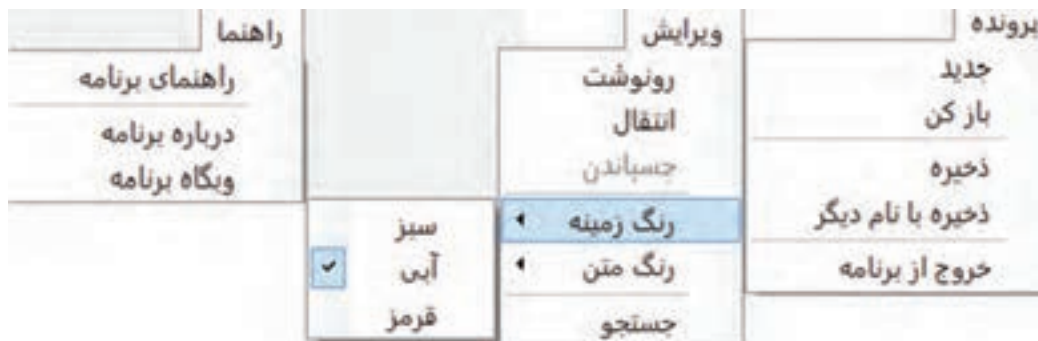 پرونده
جدید
باز کن
ذخیره
ذخیره با نام دیگر
خروج از برنامه
ویرایش
رونوشت
انتقال
چسباندن
رنگ زمینه
رنگ متن
جستجو
سبز
آبی
قرمز
راهنما
راهنمای برنامه
درباره برنامه
وبگاه برنامه